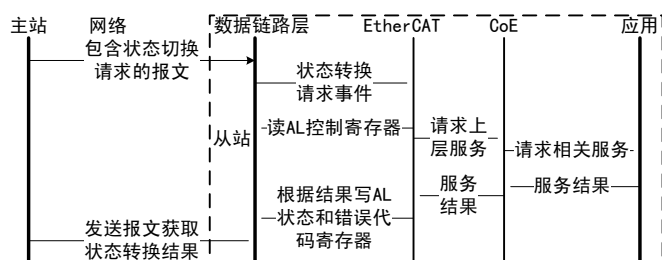 主站
网络
数据链路层
EtherCAT
CoE
应用
包含状态切换
请求的报文
状态转换
请求事件
从站
读AL控制寄存器
请求上
层服务
请求相关服务
服务
结果
服务结果
根据结果写AL
状态和错误代
码寄存器
发送报文获取
状态转换结果